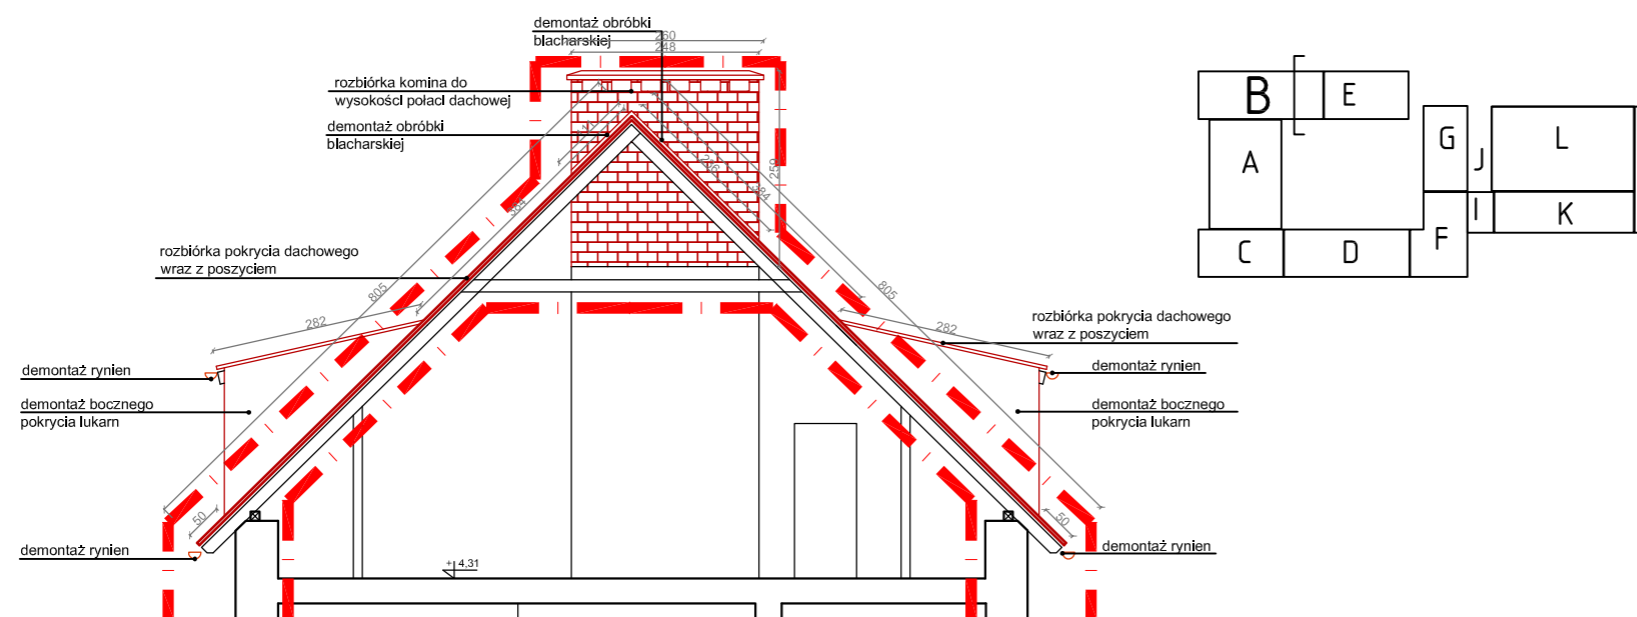 demontaż obróbki
blacharskiej
260
248
rozbiórka komina do
wysokości połaci dachowej
demontaż obróbki
blacharskiej
259
284
805
805
rozbiórka pokrycia dachowego
wraz z poszyciem
282
282
rozbiórka pokrycia dachowego
wraz z poszyciem
demontaż rynien
demontaż rynien
demontaż bocznego
pokrycia lukarn
demontaż bocznego
pokrycia lukarn
50
50
demontaż rynien
demontaż rynien
+ 4,31
B
E
A
G
J
L
I
K
C
D
F